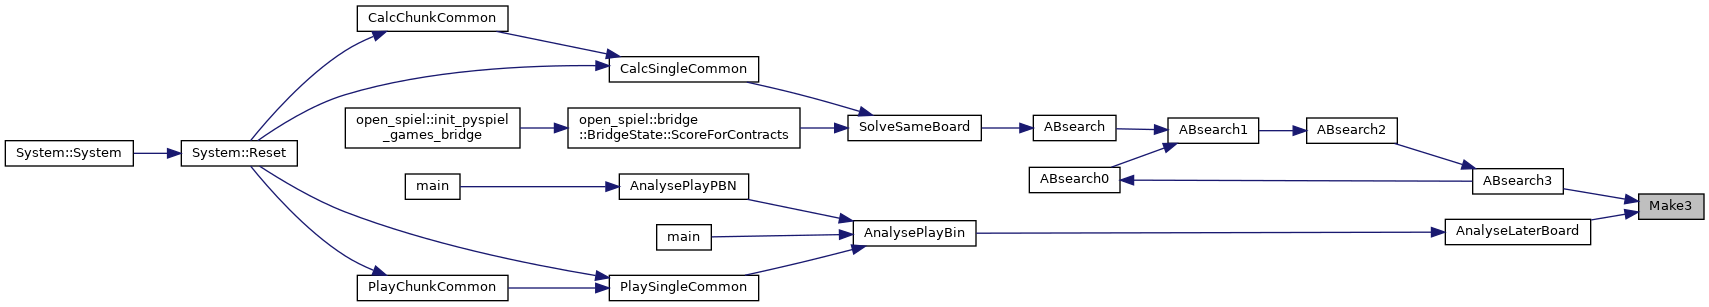 CalcChunkCommon
CalcSingleCommon
open_spiel::init_pyspiel
_games_bridge
open_spiel::bridge
::BridgeState::ScoreForContracts
SolveSameBoard
ABsearch
ABsearch1
ABsearch2
System::System
System::Reset
main
AnalysePlayPBN
ABsearch0
ABsearch3
Make3
main
AnalysePlayBin
AnalyseLaterBoard
PlayChunkCommon
PlaySingleCommon